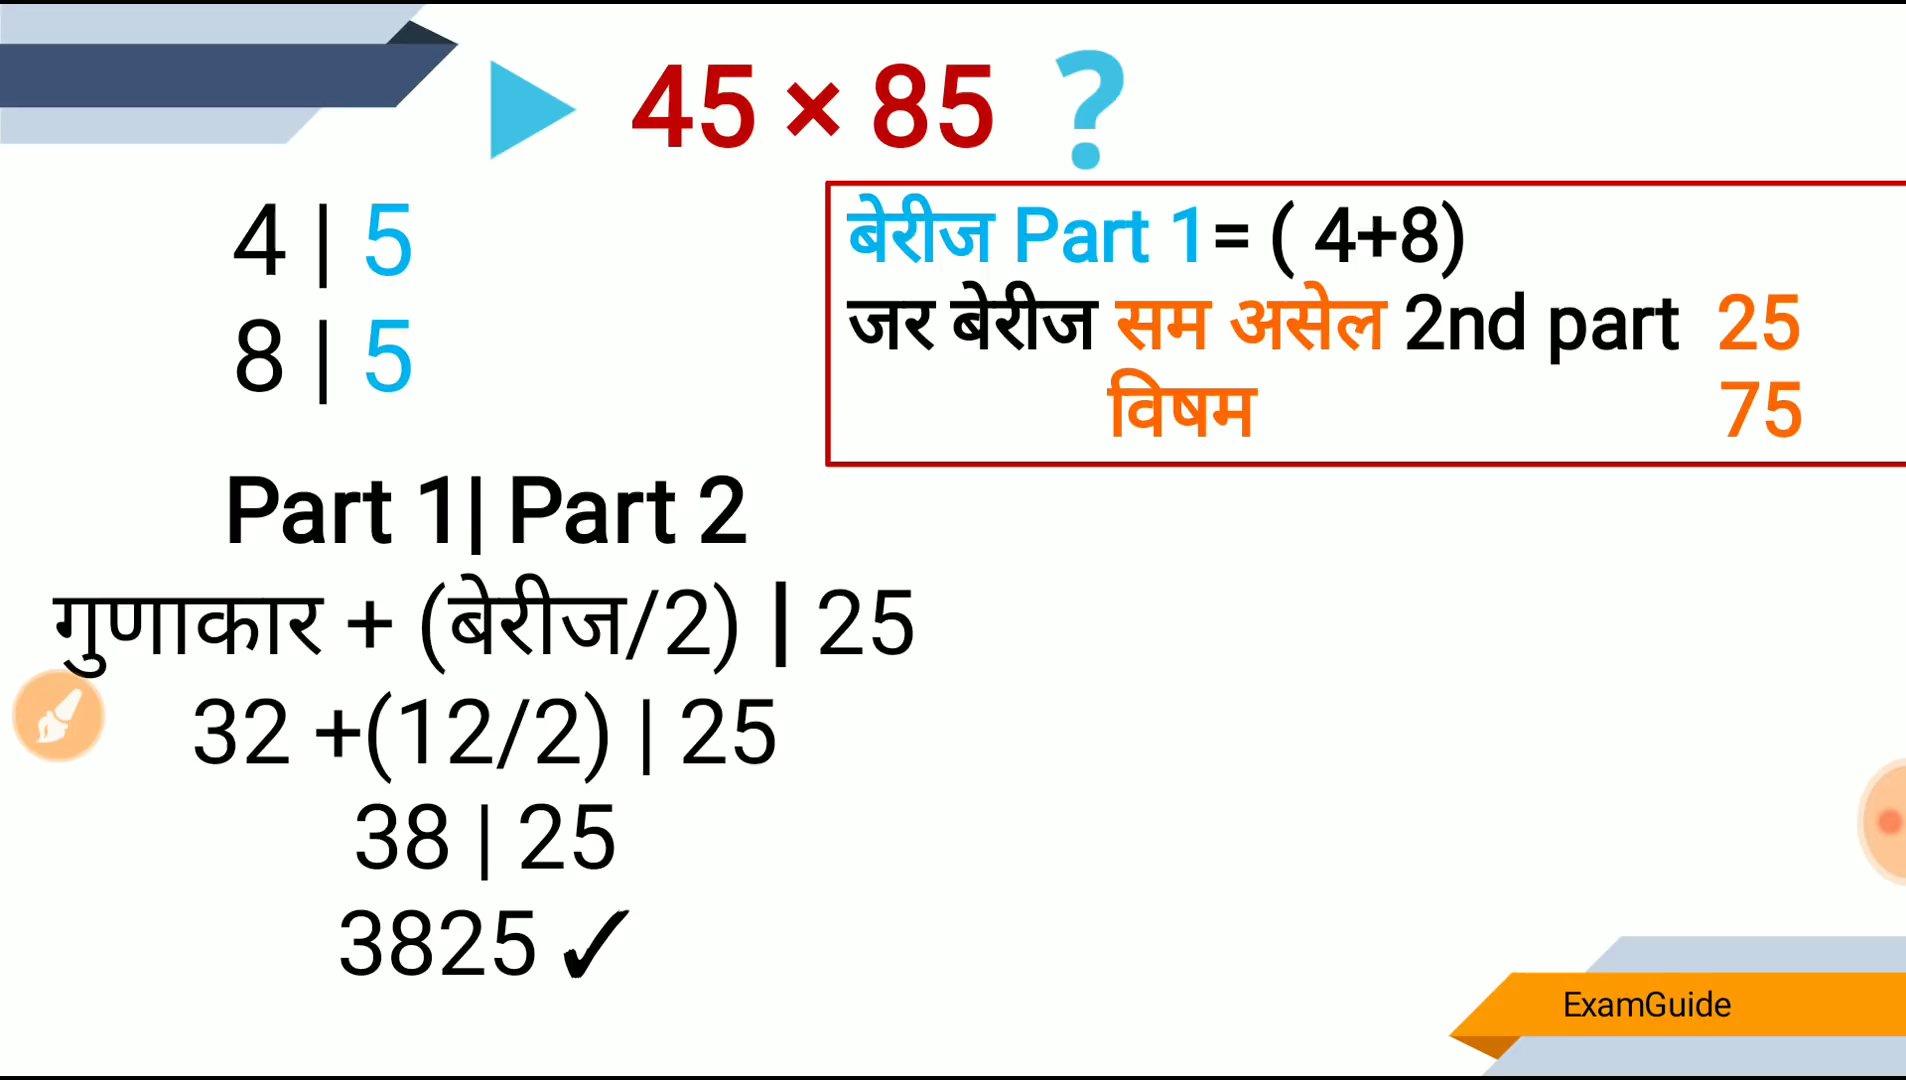 45 × 85 ?
4 | 5
8 | 5
बेरीज Part 1= ( 4+8)
जर बेरीज सम असेल 2nd part 25
विषम 75
Part 1| Part 2
गुणाकार + (बेरीज/2) | 25
32 +(12/2) | 25
38 | 25
3825 ✓
ExamGuide